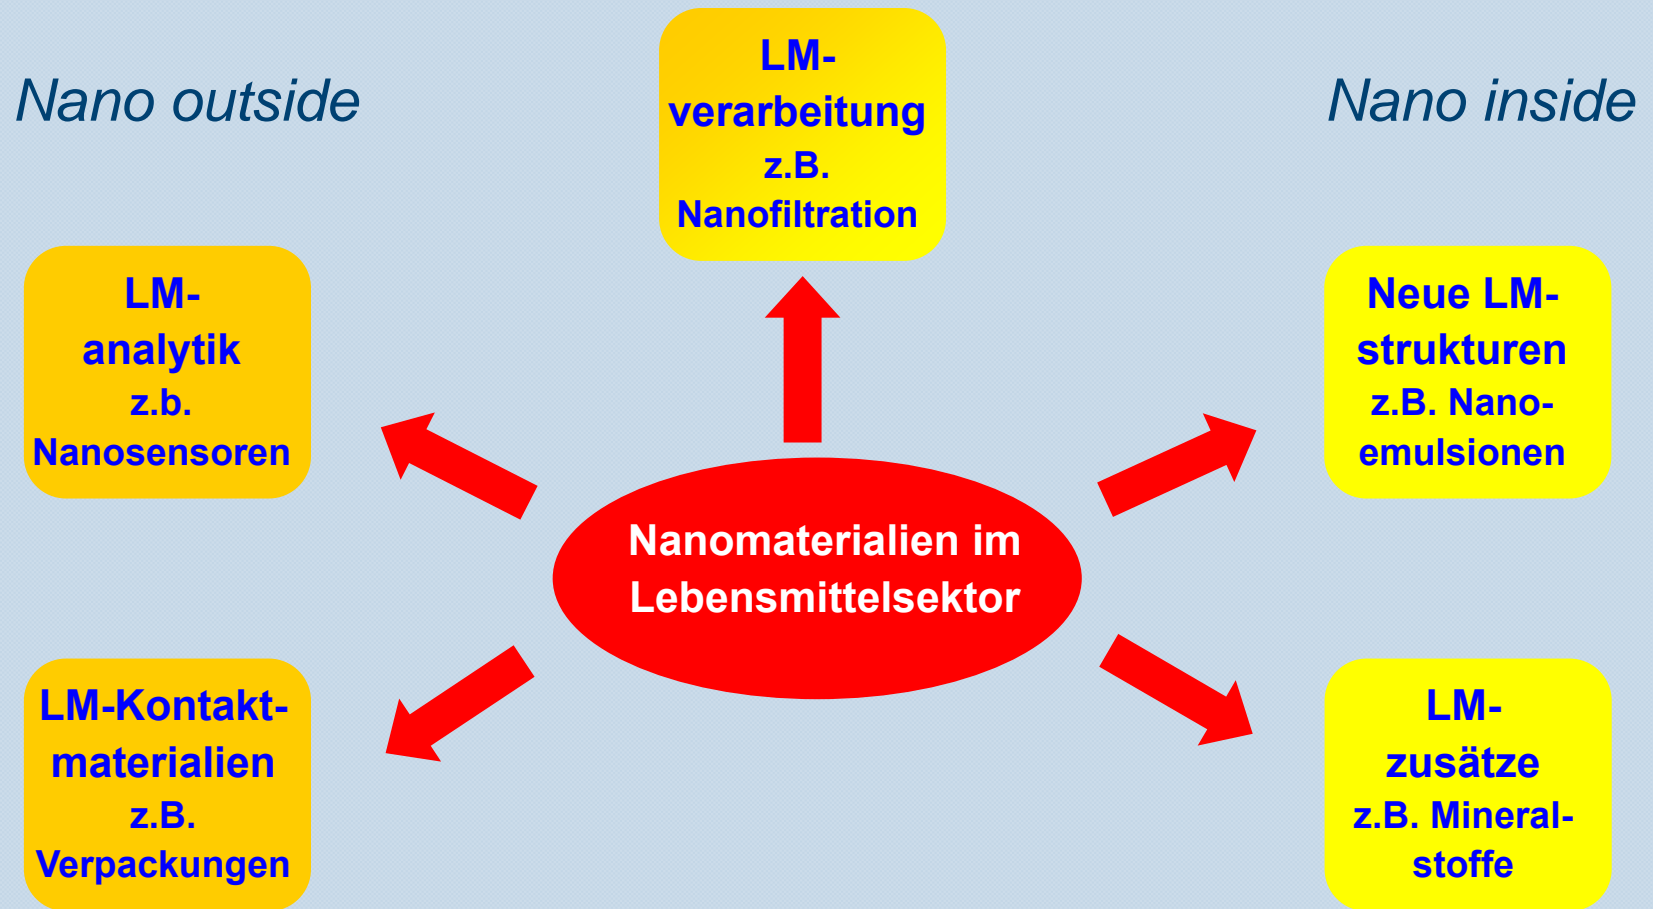 Nano outside
Nano inside
LM-
verarbeitung
z.B.
Nanofiltration
LM-
analytik
z.b.
Nanosensoren
Neue LM-
strukturen
z.B. Nano-
emulsionen
Nanomaterialien im
Lebensmittelsektor
LM-Kontakt-
materialien
z.B.
Verpackungen
LM-
zusätze
z.B. Mineral-
stoffe